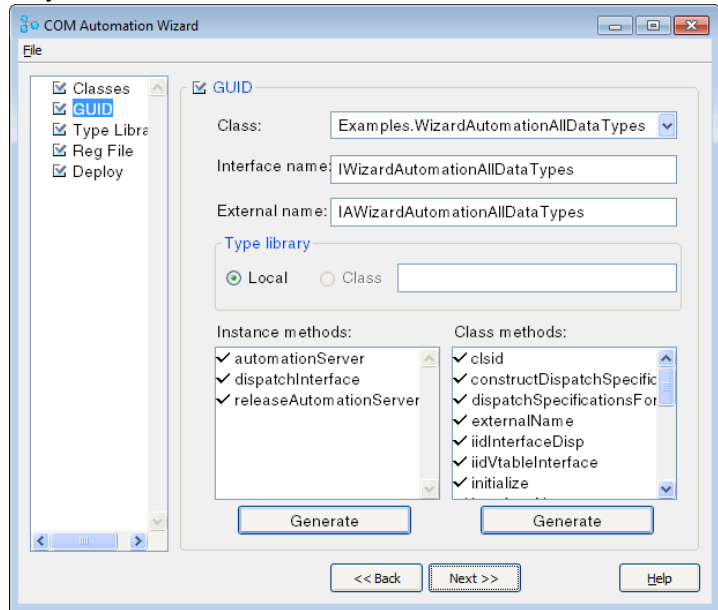 COM Automation Wizard
File
Classes
GUID
Type Libra
Reg File
Deploy
GUID
Class: Examples.WizardAutomationAllDataTypes
Interface name: IWizardAutomationAllDataTypes
External name: IAWizardAutomationAllDataTypes
Type library
Local Class
Instance methods:
automationServer
dispatchInterface
releaseAutomationServer
Generate
Class methods:
clsid
constructDispatchSpecific
dispatchSpecificationsFor
externalName
iidInterfaceDisp
iidVtableInterface
initialize
Generate
<< Back Next >> Help